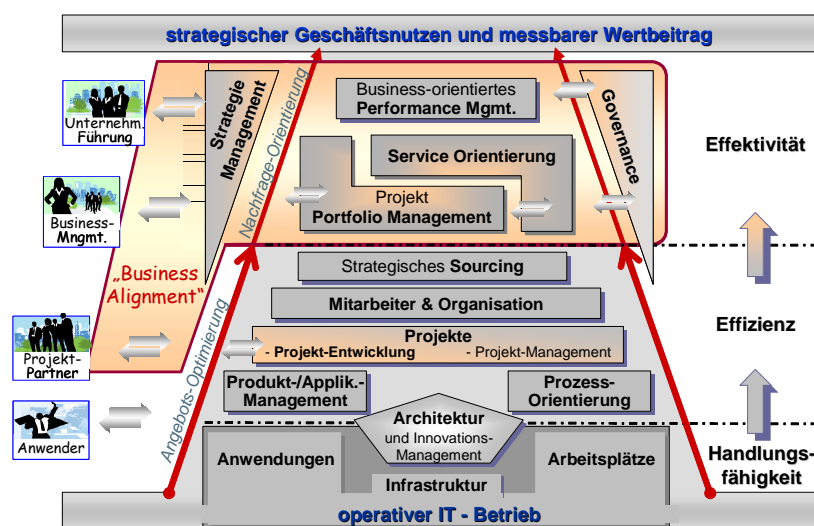 strategischer Geschäftsnutzen und messbarer Wertbeitrag
Unternehm.
Führung
Strategie
Management
Nachfrage-Orientierung
Business-orientiertes
Performance Mgmt.
Governance
Effektivität
Service Orientierung
Business-
Mngmt.
Projekt
Portfolio Management
„Business
Alignment“
Strategisches Sourcing
Mitarbeiter & Organisation
Effizienz
Projekt-
Partner
Angebots-Optimierung
Projekte
- Projekt-Entwicklung - Projekt-Management
Produkt-/Applik.-
Management
Prozess-
Orientierung
Anwender
Architektur
und Innovations-
Management
Anwendungen
Arbeitsplätze
Handlungs-
fähigkeit
Infrastruktur
operativer IT - Betrieb